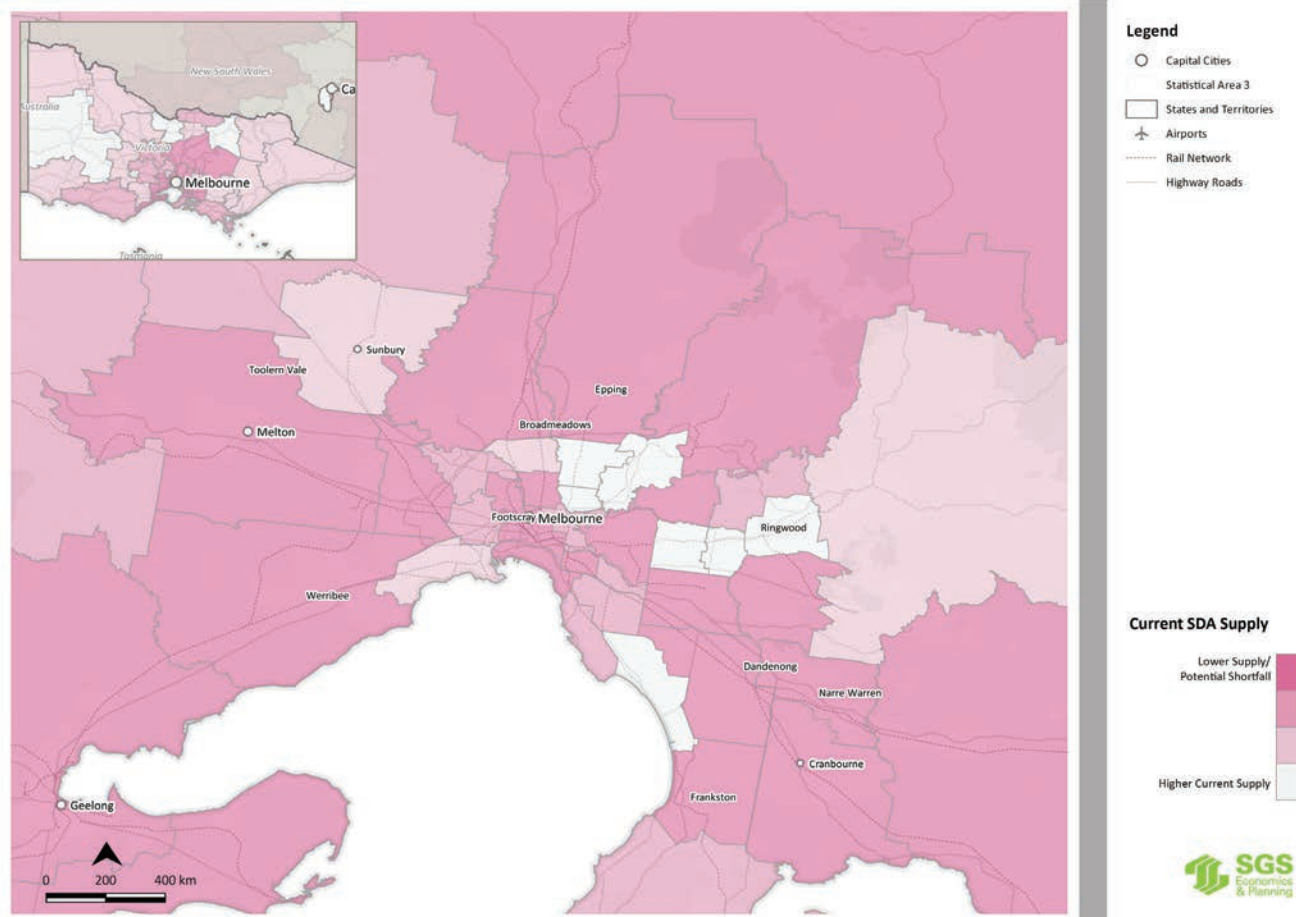 New South Wales
Ca
ustralia
Victoria
Melbourne
Tasmania
Sunbury
Toolern Vale
Epping
Melton
Broadmeadows
Footscray
Melbourne
Ringwood
Werribee
Dandenong
Narre Warren
Cranbourne
Frankston
Geelong
0 200 400 km
Legend
Capital Cities
Statistical Area 3
States and Territories
Airports
Rail Network
Highway Roads
Current SDA Supply
Lower Supply/
Potential Shortfall
Higher Current Supply
SGS
Economics
& Planning